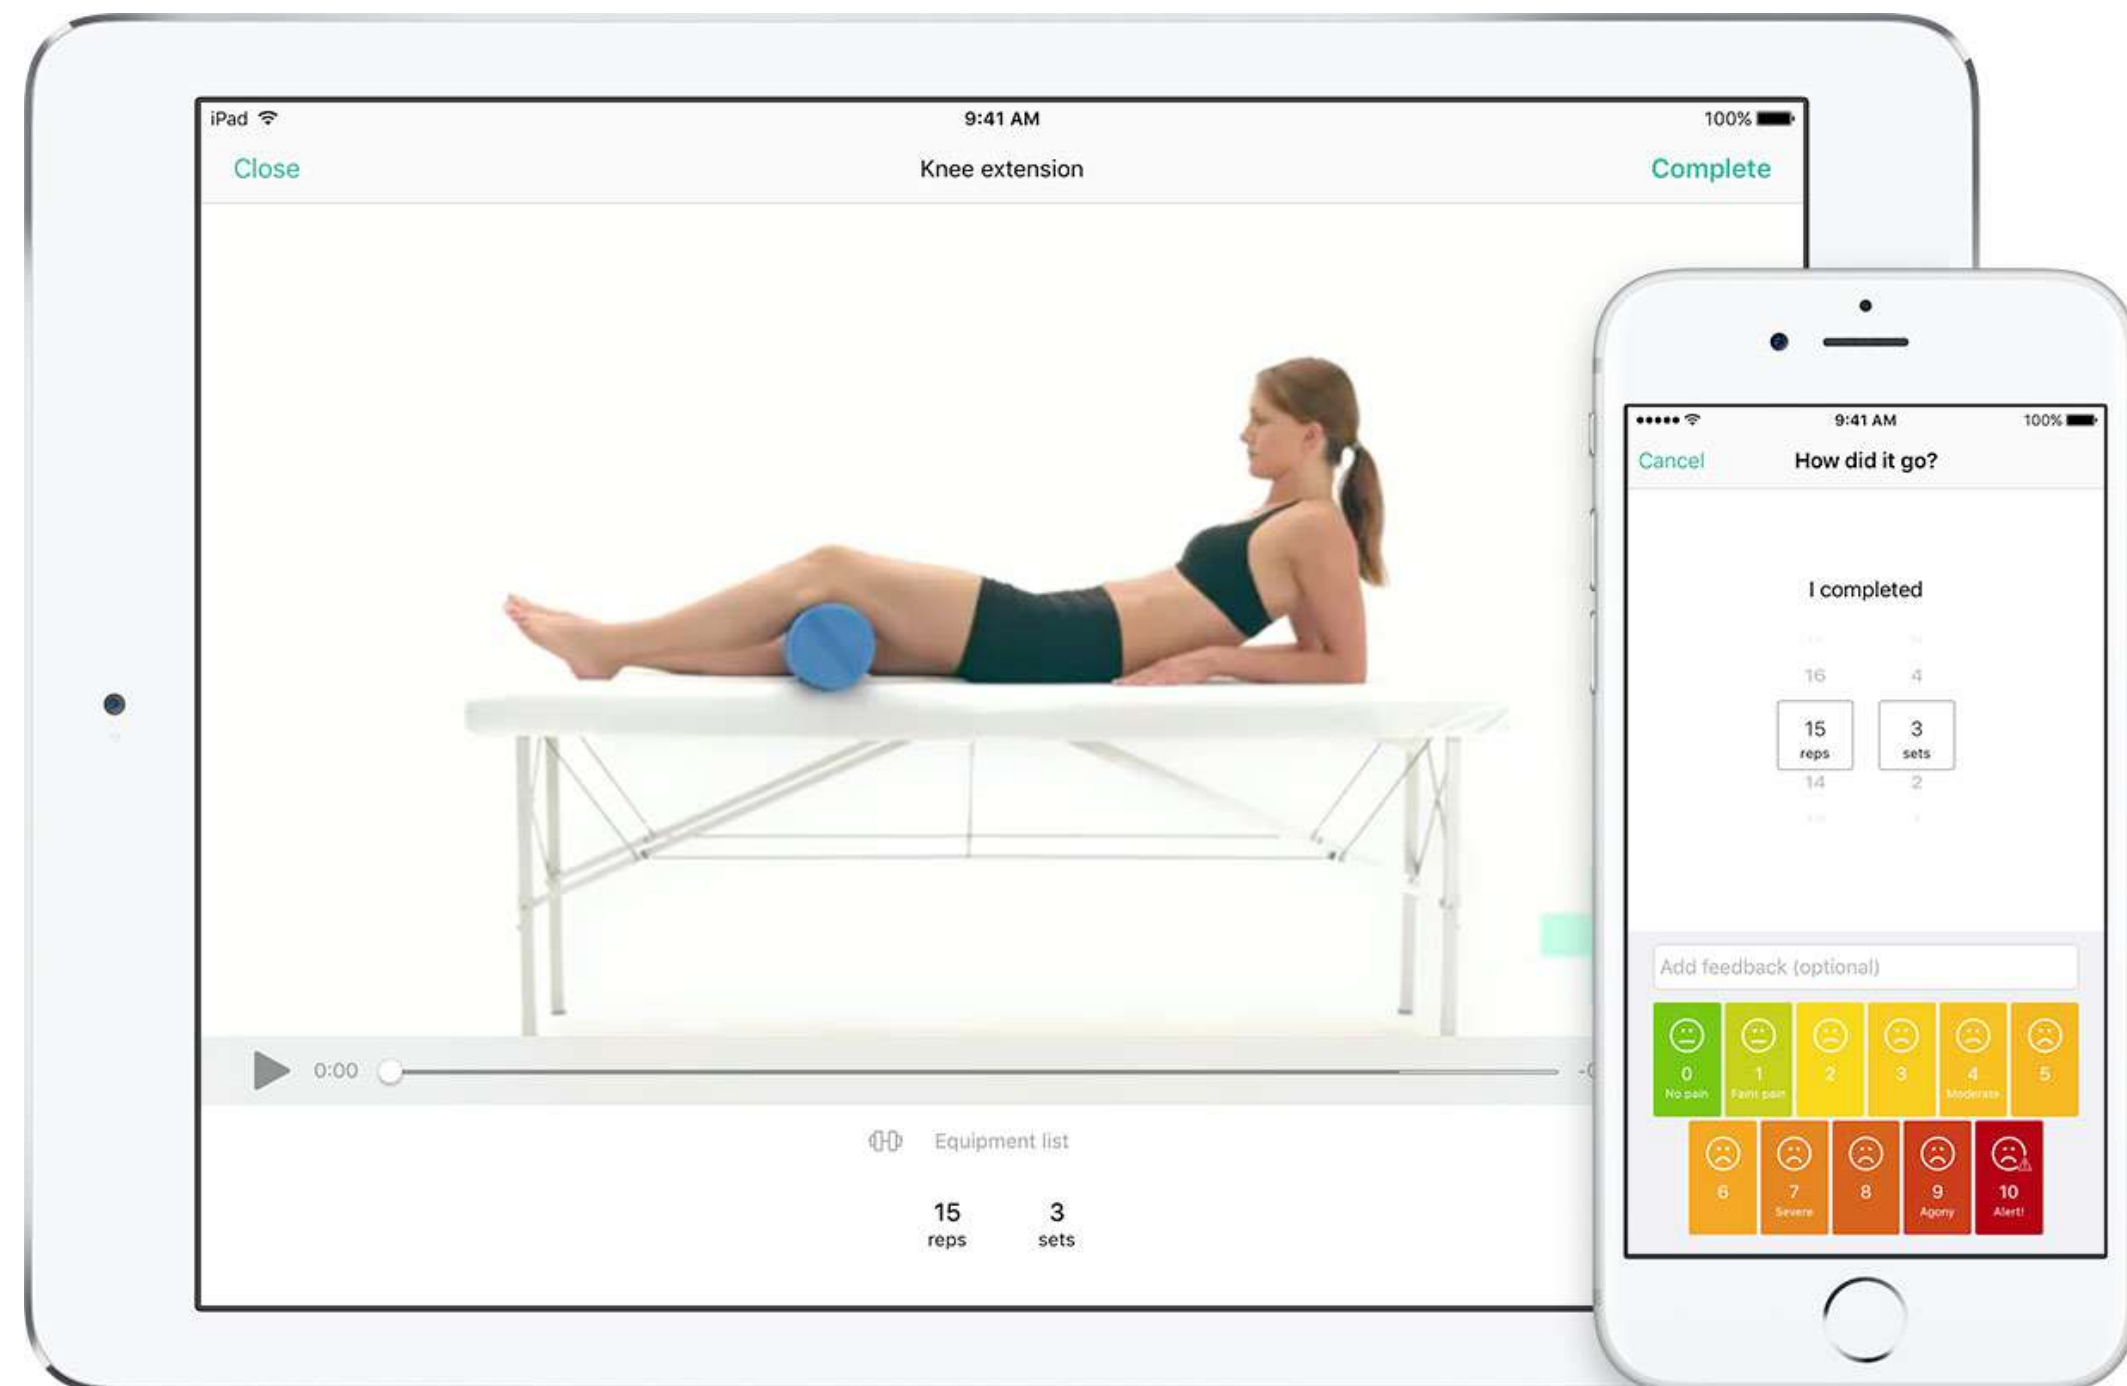 iPad 9:41 AM 100%
Close Knee extension Complete
0:00
Equipment list
15 3
reps sets
9:41 AM 100%
Cancel How did it go?
I completed
16 4
15 3
reps sets
14 2
Add feedback (optional)
0 1 2 3 4 5
No pain Faint pain Moderate
6 7 8 9 10
Severe Agony Alert!